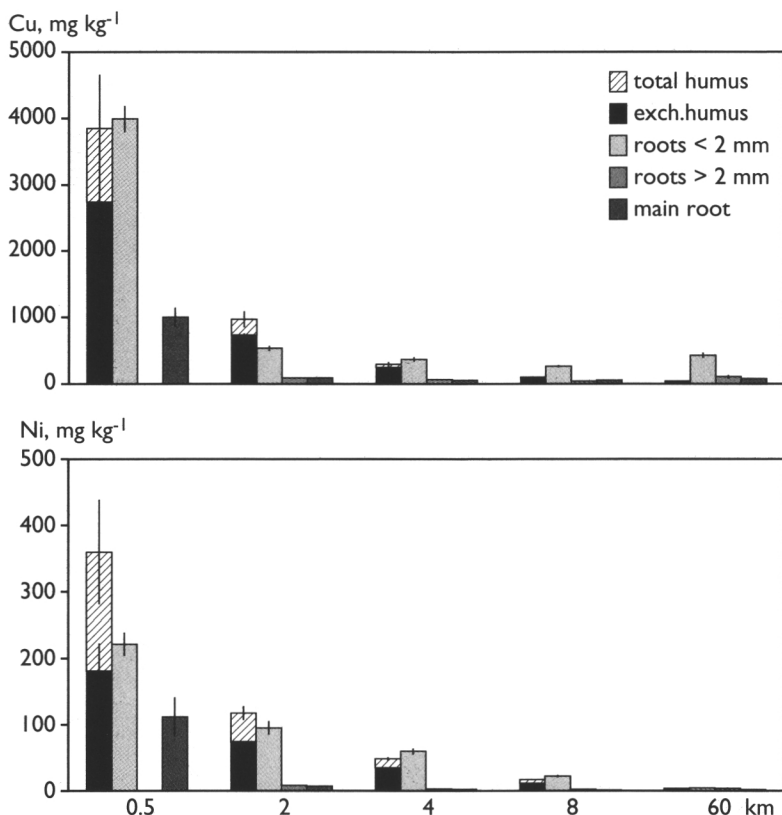 Cu, mg kg⁻¹
5000
4000
3000
2000
1000
0
total humus
exch.humus
roots < 2 mm
roots > 2 mm
main root
Ni, mg kg⁻¹
500
400
300
200
100
0
0.5 2 4 8 60 km